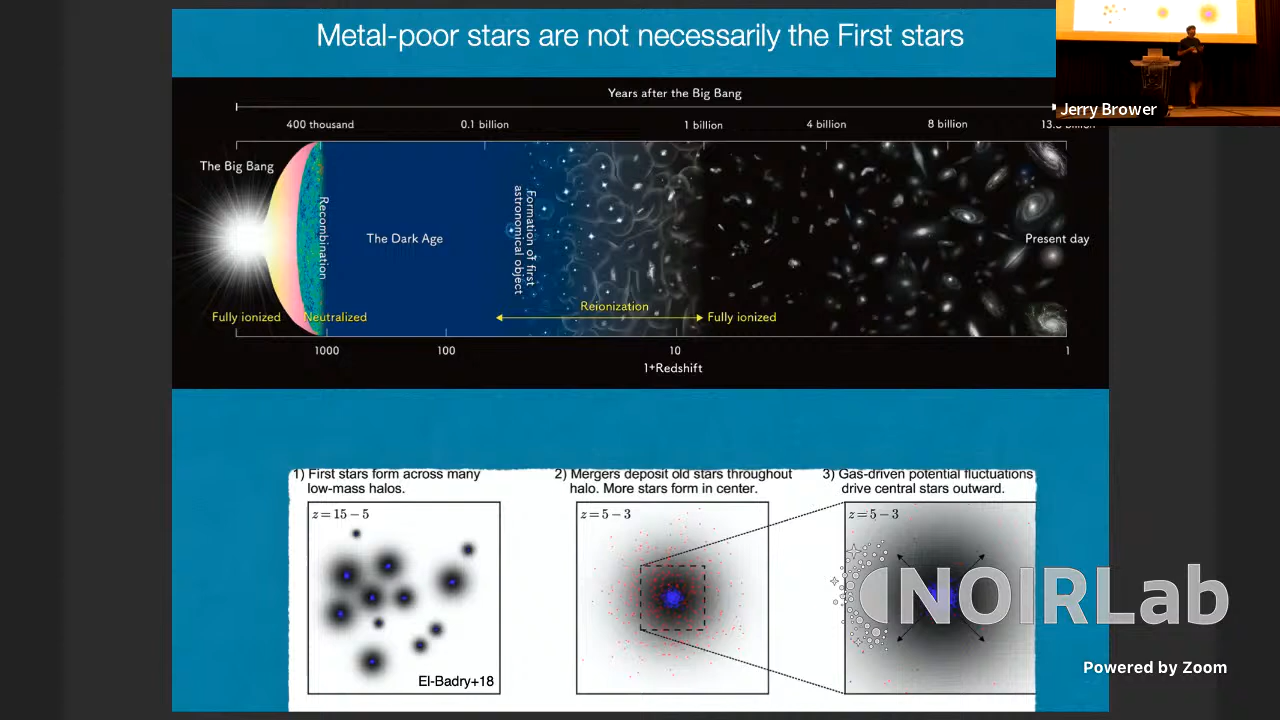 Metal-poor stars are not necessarily the First stars
Jerry Brower
Years after the Big Bang
400 thousand
0.1 billion
1 billion
4 billion
8 billion
13.8 billion
The Big Bang
Recombination
The Dark Age
Formation of first
astronomical object
Present day
Reionization
Fully ionized
Neutralized
Fully ionized
1000
100
10
1
1+Redshift
1) First stars form across many
low-mass halos.
2) Mergers deposit old stars throughout
halo. More stars form in center.
3) Gas-driven potential fluctuations
drive central stars outward.
z = 15 − 5
z = 5 − 3
z = 5 − 3
El-Badry+18
NOIRLab
Powered by Zoom